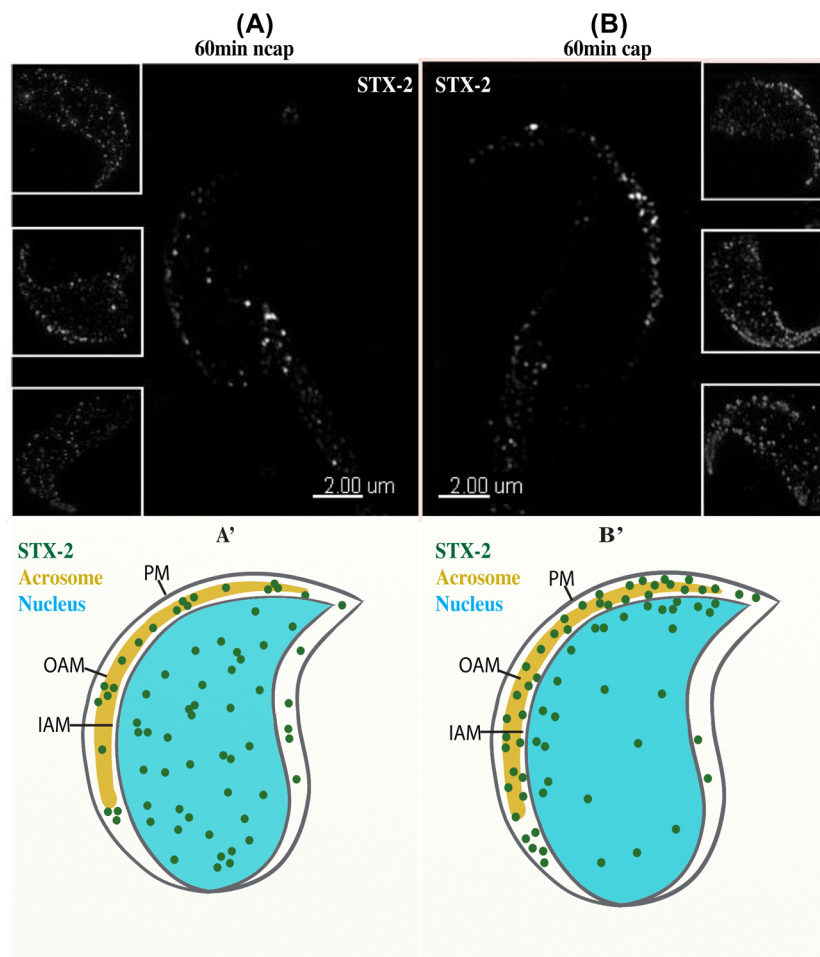 (A)
60min ncap
STX-2
2.00 um
(B)
60min cap
STX-2
2.00 um
A'
STX-2
Acrosome
Nucleus
PM
OAM
IAM
B'
STX-2
Acrosome
Nucleus
PM
OAM
IAM